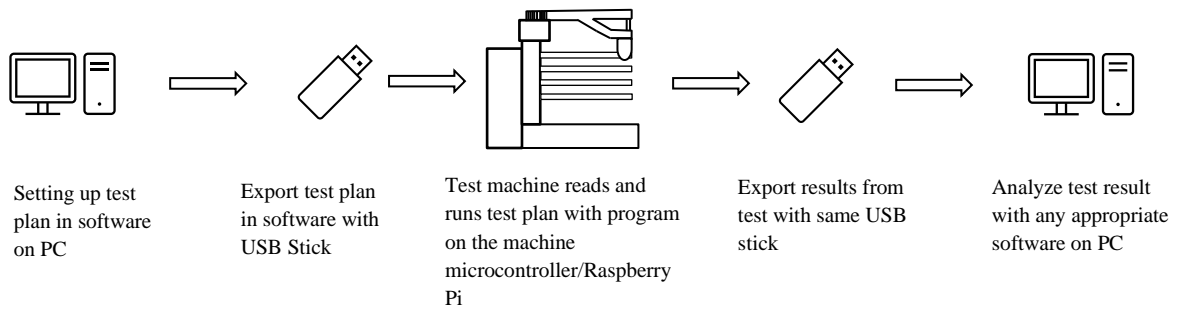 Setting up test
plan in software
on PC
Export test plan
in software with
USB Stick
Test machine reads and
runs test plan with program
on the machine
microcontroller/Raspberry
Pi
Export results from
test with same USB
stick
Analyze test result
with any appropriate
software on PC